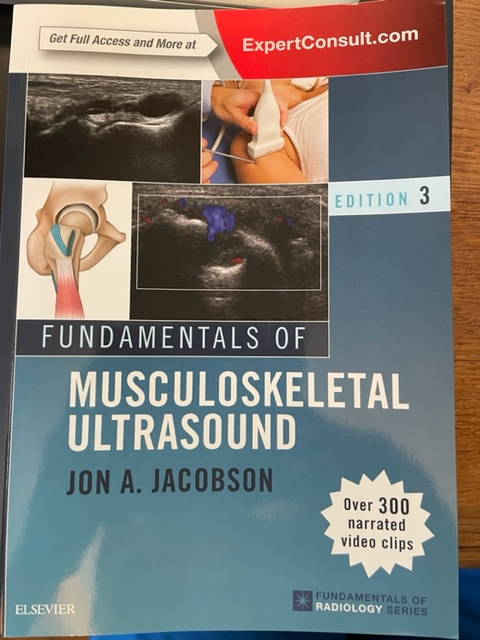 Get Full Access and More at
ExpertConsult.com
EDITION 3
FUNDAMENTALS OF
MUSCULOSKELETAL
ULTRASOUND
JON A. JACOBSON
Over 300
narrated
video clips
ELSEVIER
FUNDAMENTALS OF
RADIOLOGY SERIES